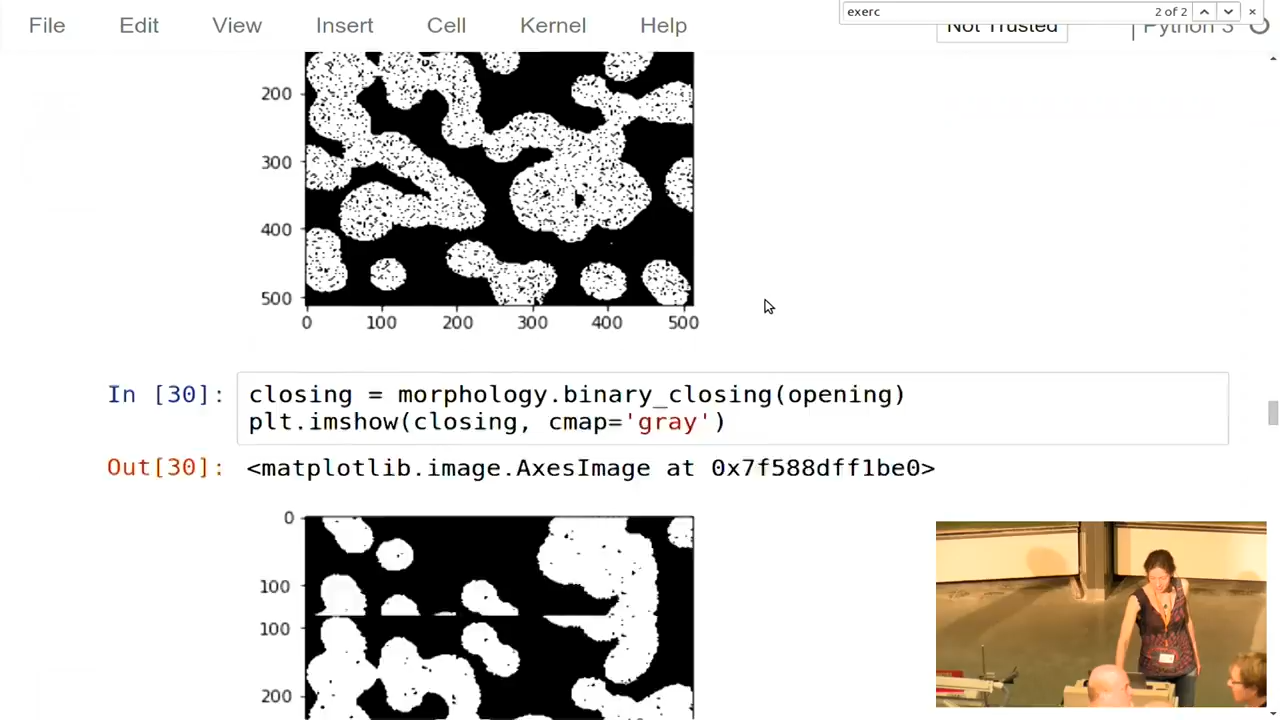 exerc 2 of 2
File Edit View Insert Cell Kernel Help Not Trusted Python 3
200
300
400
500
0 100 200 300 400 500
In [30]: closing = morphology.binary_closing(opening)
plt.imshow(closing, cmap='gray')
Out[30]: <matplotlib.image.AxesImage at 0x7f588dff1be0>
0
100
100
200